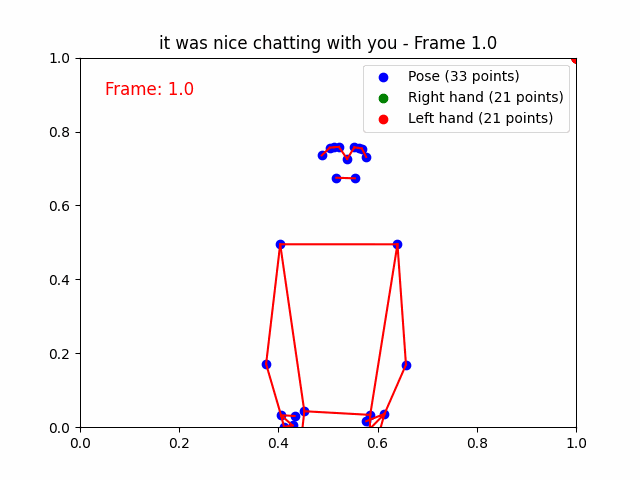 it was nice chatting with you - Frame 1.0
Frame: 1.0
Pose (33 points)
Right hand (21 points)
Left hand (21 points)
1.0
0.8
0.6
0.4
0.2
0.0
0.0 0.2 0.4 0.6 0.8 1.0